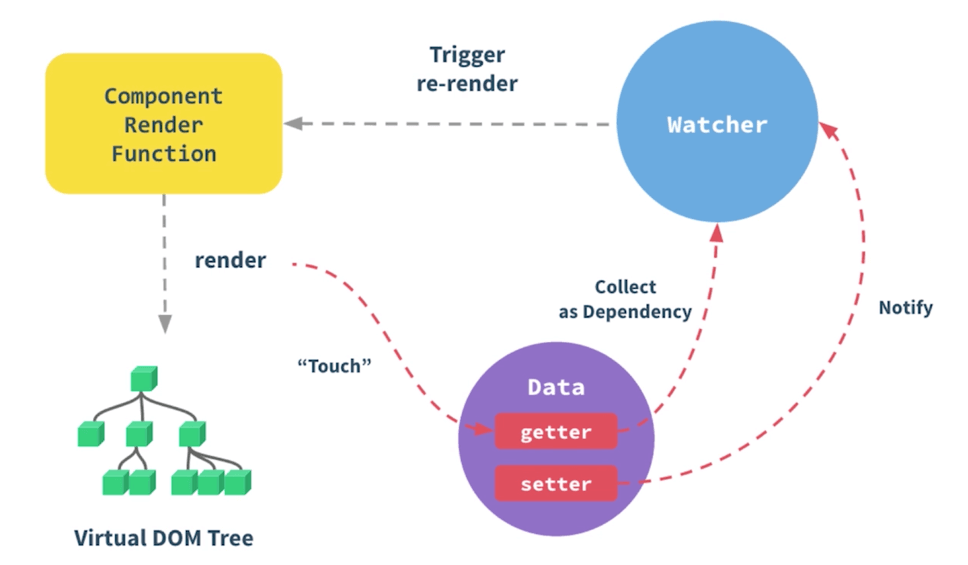 Trigger
re-render
Component
Render
Function
Watcher
render
Collect
as Dependency
Notify
“Touch”
Data
getter
setter
Virtual DOM Tree